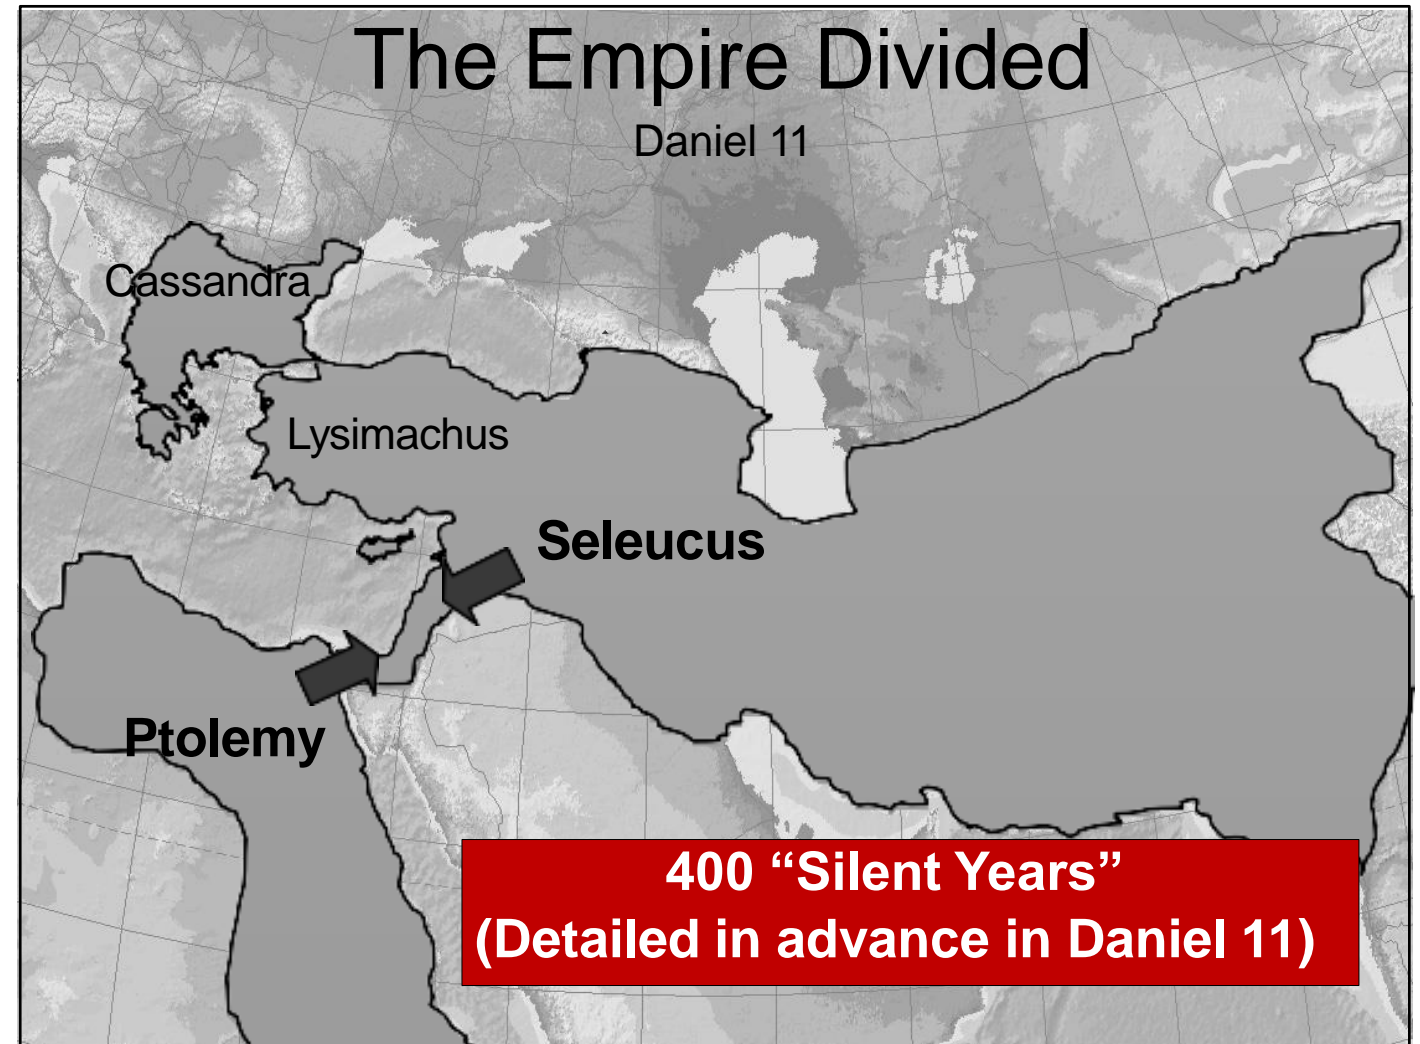 The Empire Divided
Daniel 11
Cassandra
Lysimachus
Seleucus
Ptolemy
400 “Silent Years”
(Detailed in advance in Daniel 11)